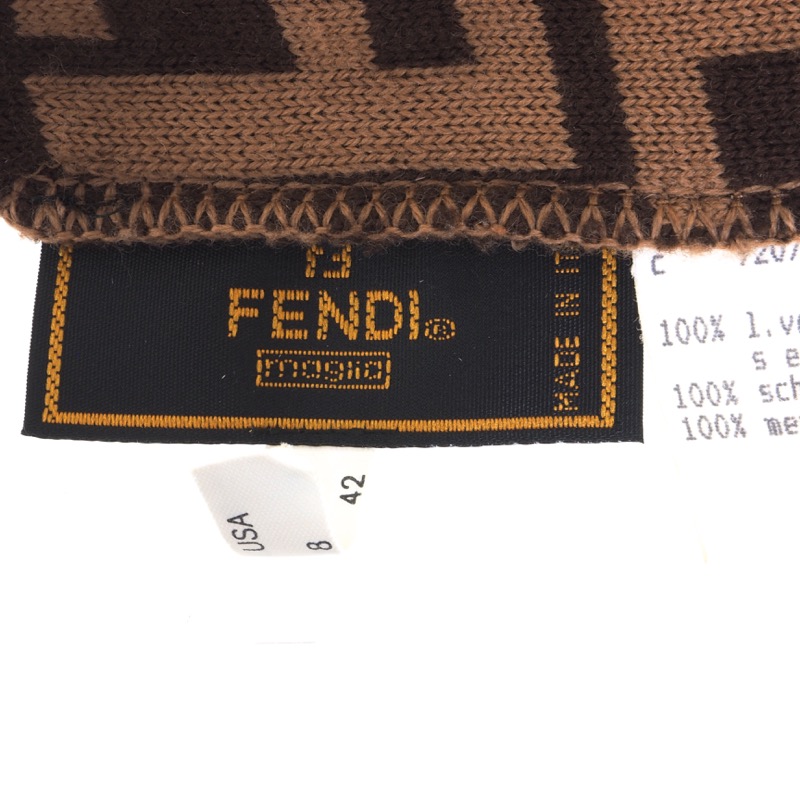 FENDI®
maglia
MADE IN IT
100% l.v
s e
100% sch
100% me
42
USA
8